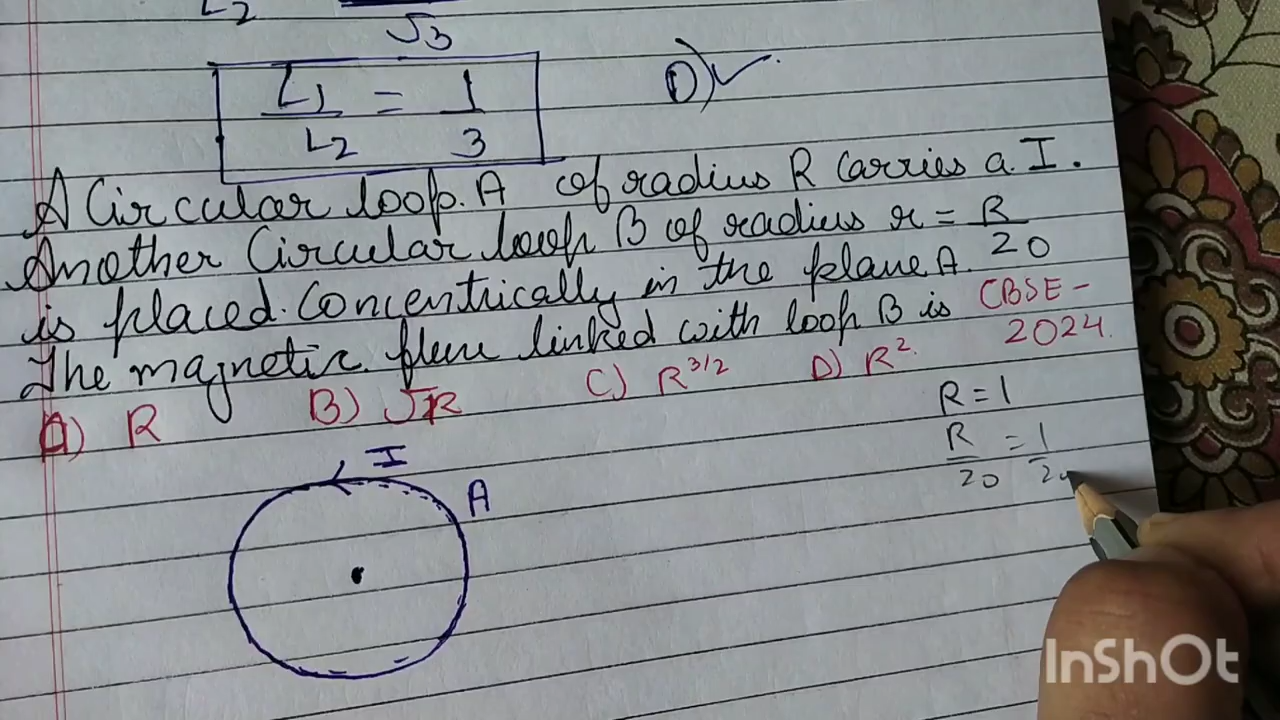 L2
√3
L1 = 1
L2 3
D) ✓
A Circular loop. A of radius R Carries a. I.
Another Circular loop B of radius r = R
20
is placed. Concentrically in the plane A.
The magnetic flux linked with loop B is CBSE -
2024.
A) R B) √R C) R^3/2 D) R^2.
R = 1
R = 1
20 20
I
A
InShOt